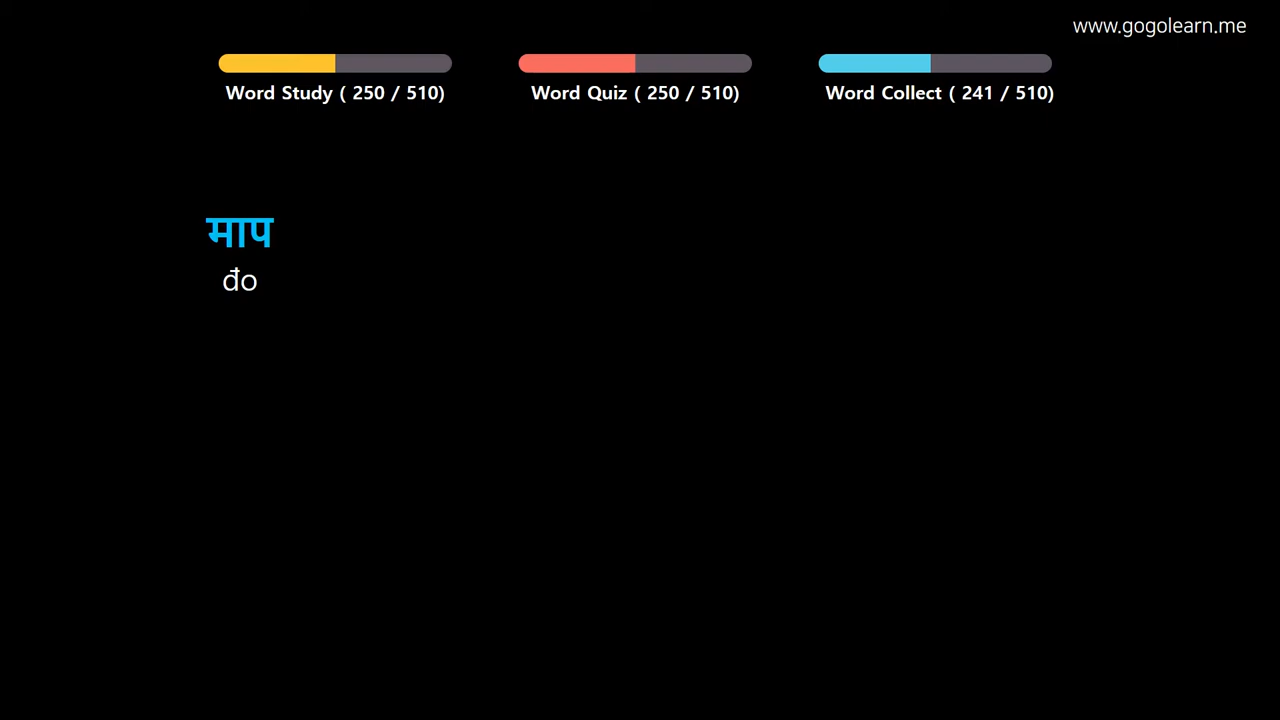 www.gogolearn.me
Word Study ( 250 / 510)
Word Quiz ( 250 / 510)
Word Collect ( 241 / 510)
माप
đo